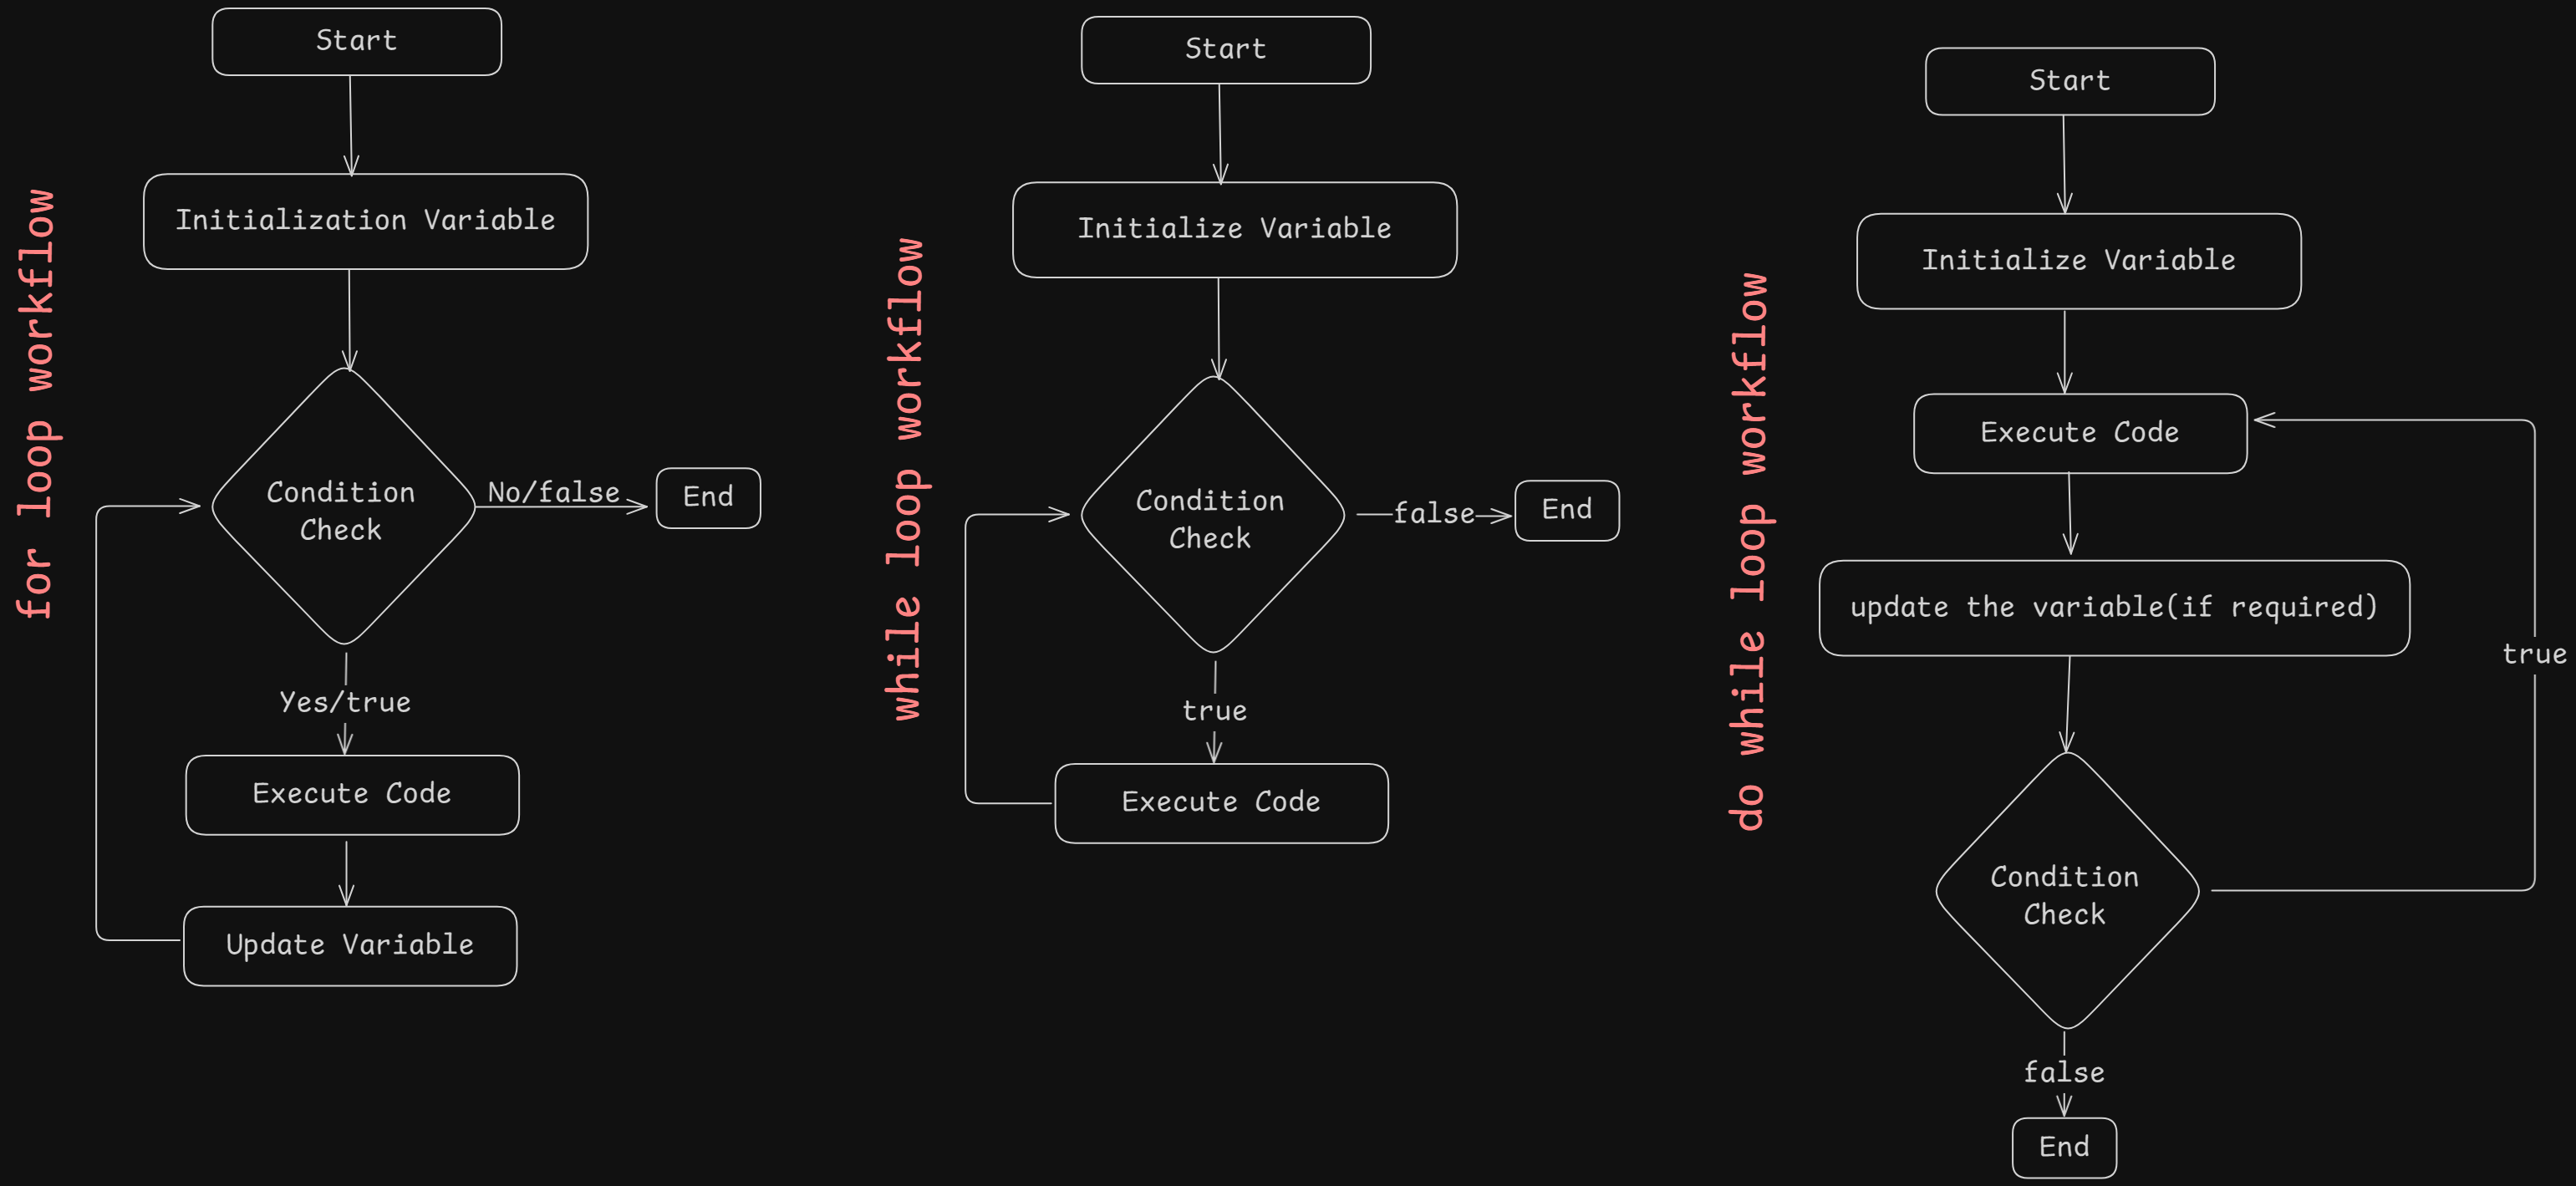 for loop workflow
Start
Initialization Variable
Condition
Check
No/false
End
Yes/true
Execute Code
Update Variable
while loop workflow
Start
Initialize Variable
Condition
Check
false
End
true
Execute Code
do while loop workflow
Start
Initialize Variable
Execute Code
update the variable(if required)
true
Condition
Check
false
End